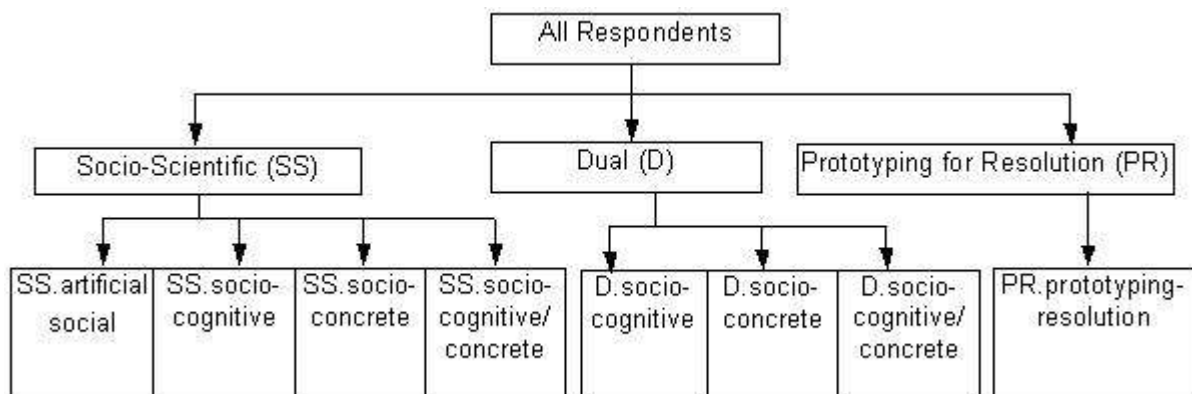 All Respondents
Socio-Scientific (SS)
Dual (D)
Prototyping for Resolution (PR)
SS.artificial
social
SS.socio-
cognitive
SS.socio-
concrete
SS.socio-
cognitive/
concrete
D.socio-
cognitive
D.socio-
concrete
D.socio-
cognitive/
concrete
PR.prototyping-
resolution